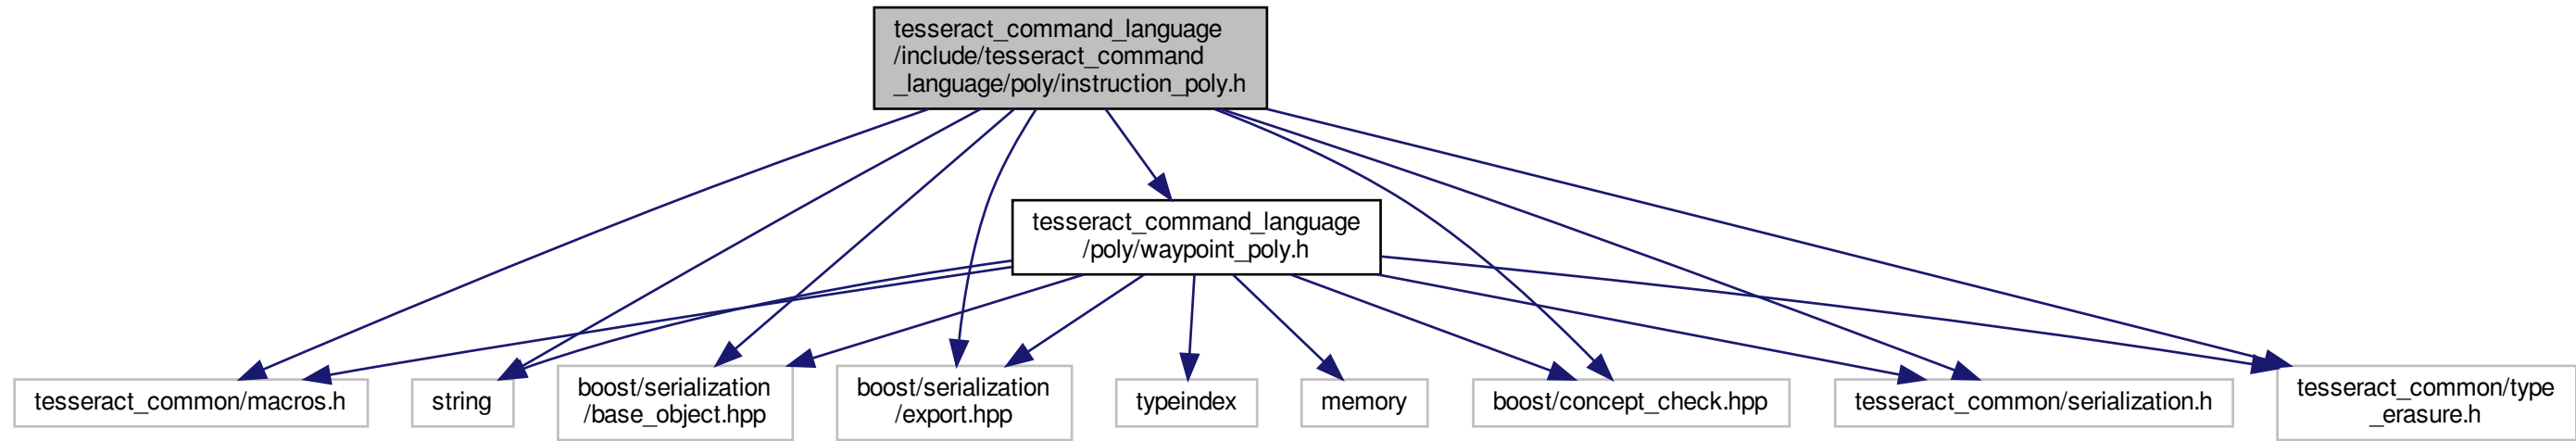 tesseract_command_language
/include/tesseract_command
_language/poly/instruction_poly.h
tesseract_command_language
/poly/waypoint_poly.h
tesseract_common/macros.h
string
boost/serialization
/base_object.hpp
boost/serialization
/export.hpp
typeindex
memory
boost/concept_check.hpp
tesseract_common/serialization.h
tesseract_common/type
_erasure.h